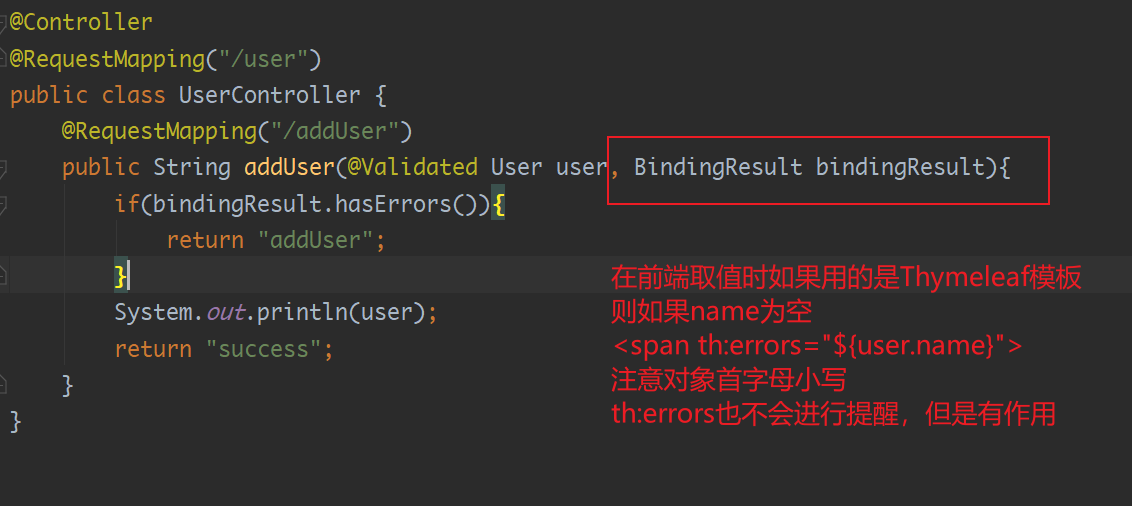 @Controller
@RequestMapping("/user")
public class UserController {
@RequestMapping("/addUser")
public String addUser(@Validated User user, BindingResult bindingResult){
if(bindingResult.hasErrors()){
return "addUser";
}
System.out.println(user);
return "success";
}
}
在前端取值时如果用的是Thymeleaf模板
则如果name为空
<span th:errors="${user.name}">
注意对象首字母小写
th:errors也不会进行提醒，但是有作用